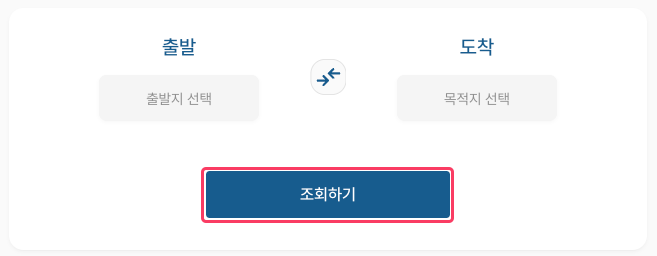 출발
도착
출발지 선택
목적지 선택
조회하기